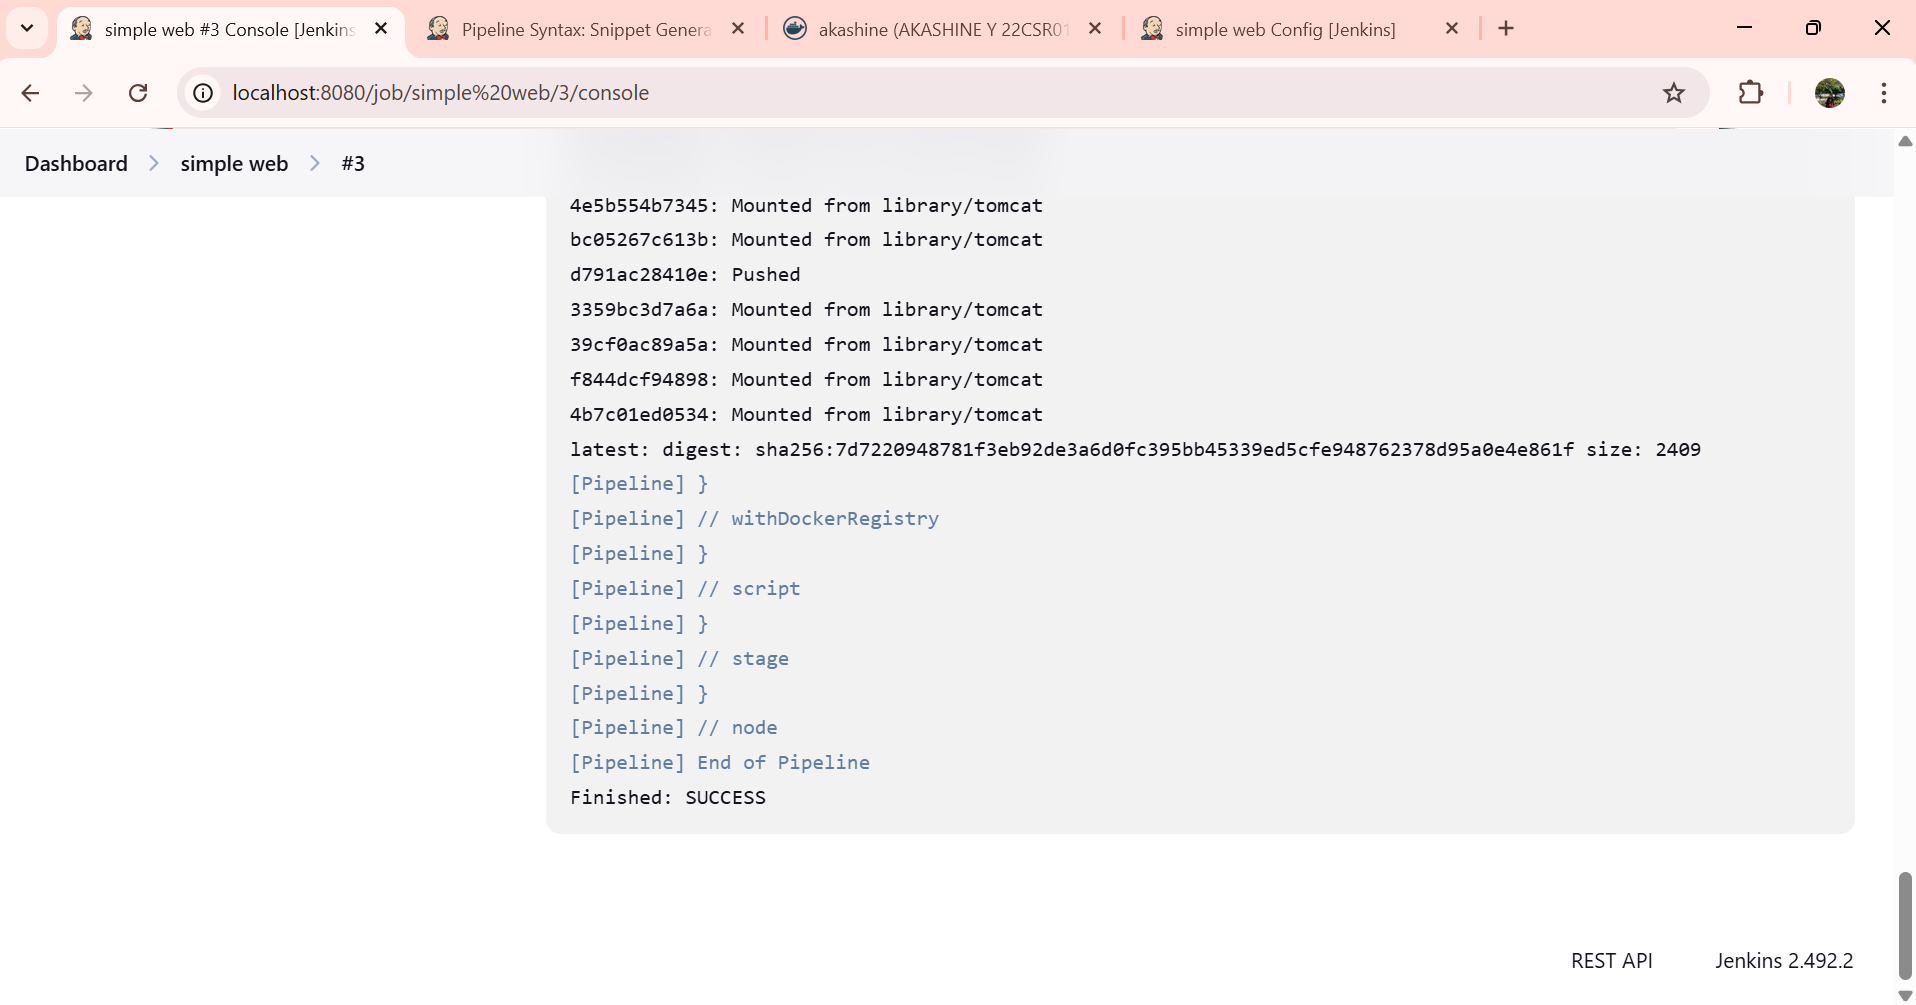 simple web #3 Console [Jenkins
Pipeline Syntax: Snippet Genera
akashine (AKASHINE Y 22CSR01
simple web Config [Jenkins]
localhost:8080/job/simple%20web/3/console
Dashboard
simple web
#3
4e5b554b7345: Mounted from library/tomcat
bc05267c613b: Mounted from library/tomcat
d791ac28410e: Pushed
3359bc3d7a6a: Mounted from library/tomcat
39cf0ac89a5a: Mounted from library/tomcat
f844dcf94898: Mounted from library/tomcat
4b7c01ed0534: Mounted from library/tomcat
latest: digest: sha256:7d7220948781f3eb92de3a6d0fc395bb45339ed5cfe948762378d95a0e4e861f size: 2409
[Pipeline] }
[Pipeline] // withDockerRegistry
[Pipeline] }
[Pipeline] // script
[Pipeline] }
[Pipeline] // stage
[Pipeline] }
[Pipeline] // node
[Pipeline] End of Pipeline
Finished: SUCCESS
REST API
Jenkins 2.492.2